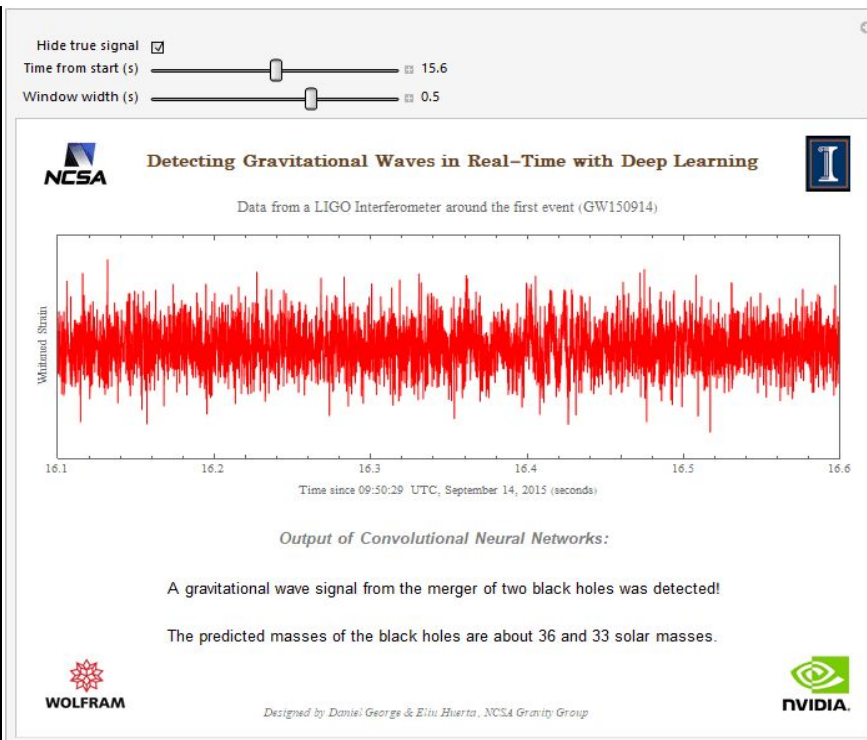 Hide true signal
Time from start (s) 15.6
Window width (s) 0.5
NCSA
Detecting Gravitational Waves in Real-Time with Deep Learning
I
Data from a LIGO Interferometer around the first event (GW150914)
Whitened Strain
16.1 16.2 16.3 16.4 16.5 16.6
Time since 09:50:29 UTC, September 14, 2015 (seconds)
Output of Convolutional Neural Networks:
A gravitational wave signal from the merger of two black holes was detected!
The predicted masses of the black holes are about 36 and 33 solar masses.
WOLFRAM
Designed by Daniel George & Eliu Huerta, NCSA Gravity Group
NVIDIA.